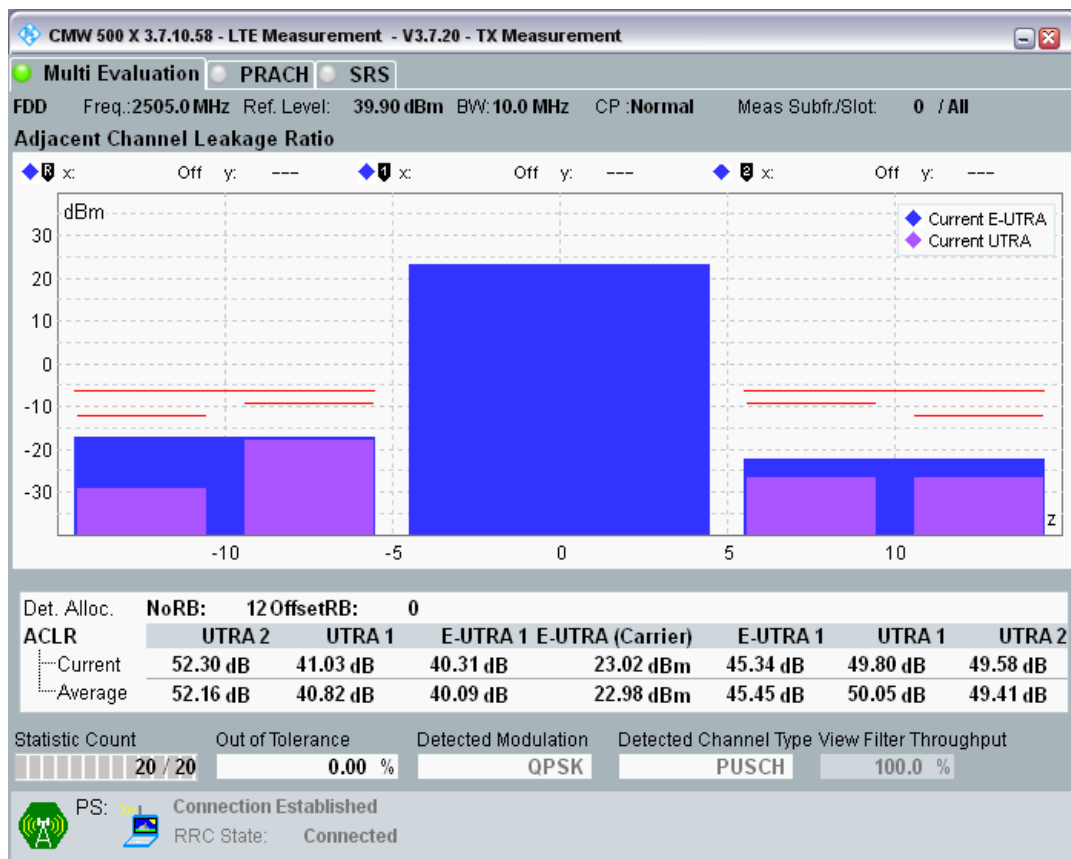 CMW 500 X 3.7.10.58 - LTE Measurement - V3.7.20 - TX Measurement
Multi Evaluation PRACH SRS
FDD Freq.:2505.0 MHz Ref. Level: 39.90 dBm BW: 10.0 MHz CP :Normal Meas Subfr./Slot: 0 / All
Adjacent Channel Leakage Ratio
R x: Off y: --- 1 x: Off y: --- 2 x: Off y: ---
dBm
Current E-UTRA
Current UTRA
30
20
10
0
-10
-20
-30
z
-10 -5 0 5 10
Det. Alloc. NoRB: 12 OffsetRB: 0
ACLR UTRA 2 UTRA 1 E-UTRA 1 E-UTRA (Carrier) E-UTRA 1 UTRA 1 UTRA 2
Current 52.30 dB 41.03 dB 40.31 dB 23.02 dBm 45.34 dB 49.80 dB 49.58 dB
Average 52.16 dB 40.82 dB 40.09 dB 22.98 dBm 45.45 dB 50.05 dB 49.41 dB
Statistic Count Out of Tolerance Detected Modulation Detected Channel Type View Filter Throughput
20 / 20 0.00 % QPSK PUSCH 100.0 %
PS: Connection Established
RRC State: Connected